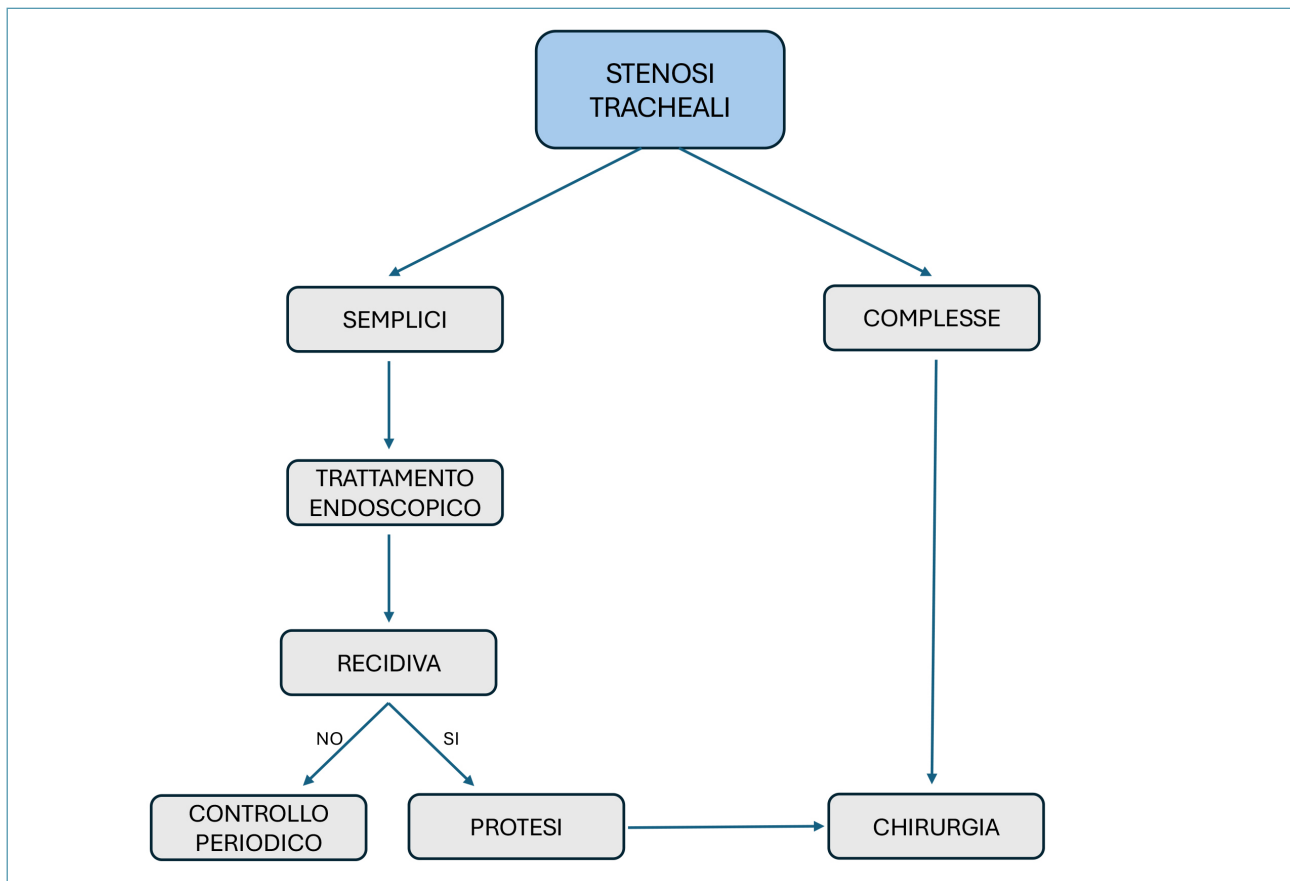 STENOSI
TRACHEALI
SEMPLICI
COMPLESSE
TRATTAMENTO
ENDOSCOPICO
RECIDIVA
NO
SI
CONTROLLO
PERIODICO
PROTESI
CHIRURGIA